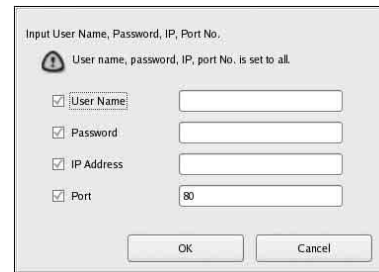 Input User Name, Password, IP, Port No.
User name, password, IP, port No. is set to all.
User Name
Password
IP Address
Port 80
OK Cancel